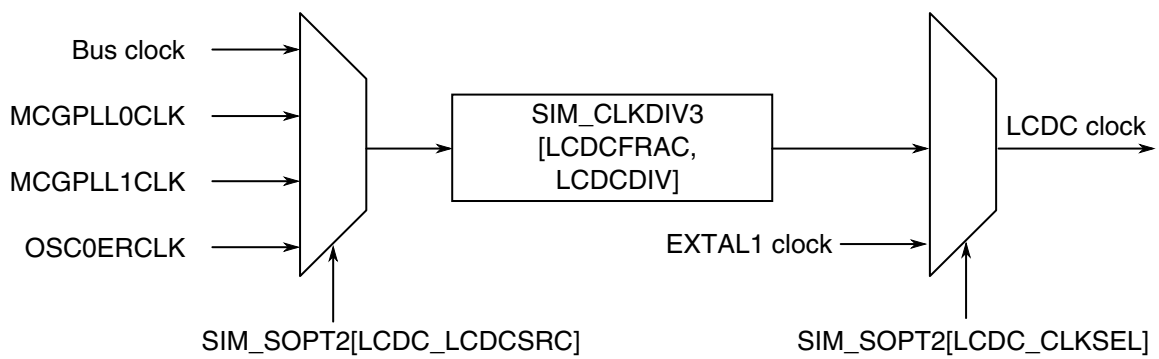 Bus clock
MCGPLL0CLK
MCGPLL1CLK
OSC0ERCLK
SIM_SOPT2[LCDC_LCDCSRC]
SIM_CLKDIV3
[LCDCFRAC,
LCDCDIV]
EXTAL1 clock
LCDC clock
SIM_SOPT2[LCDC_CLKSEL]